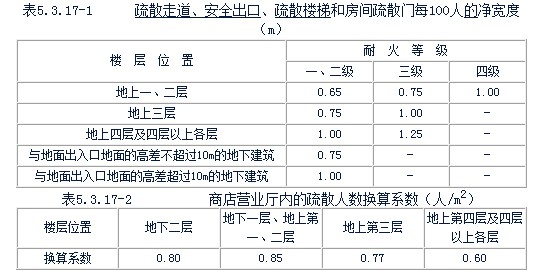 表5.3.17-1 疏散走道、安全出口、疏散楼梯和房间疏散门每100人的净宽度
(m)
楼 层 位 置 耐 火 等 级
一、二级 三级 四级
地上一、二层 0.65 0.75 1.00
地上三层 0.75 1.00 -
地上四层及四层以上各层 1.00 1.25 -
与地面出入口地面的高差不超过10m的地下建筑 0.75 - -
与地面出入口地面的高差不超过10m的地下建筑 1.00 - -
表5.3.17-2 商店营业厅内的疏散人数换算系数(人/m²)
楼层位置 地下二层 地下一层、地上第
一、二层 地上第三层 地上第四层及四层
以上各层
换算系数 0.80 0.85 0.77 0.60